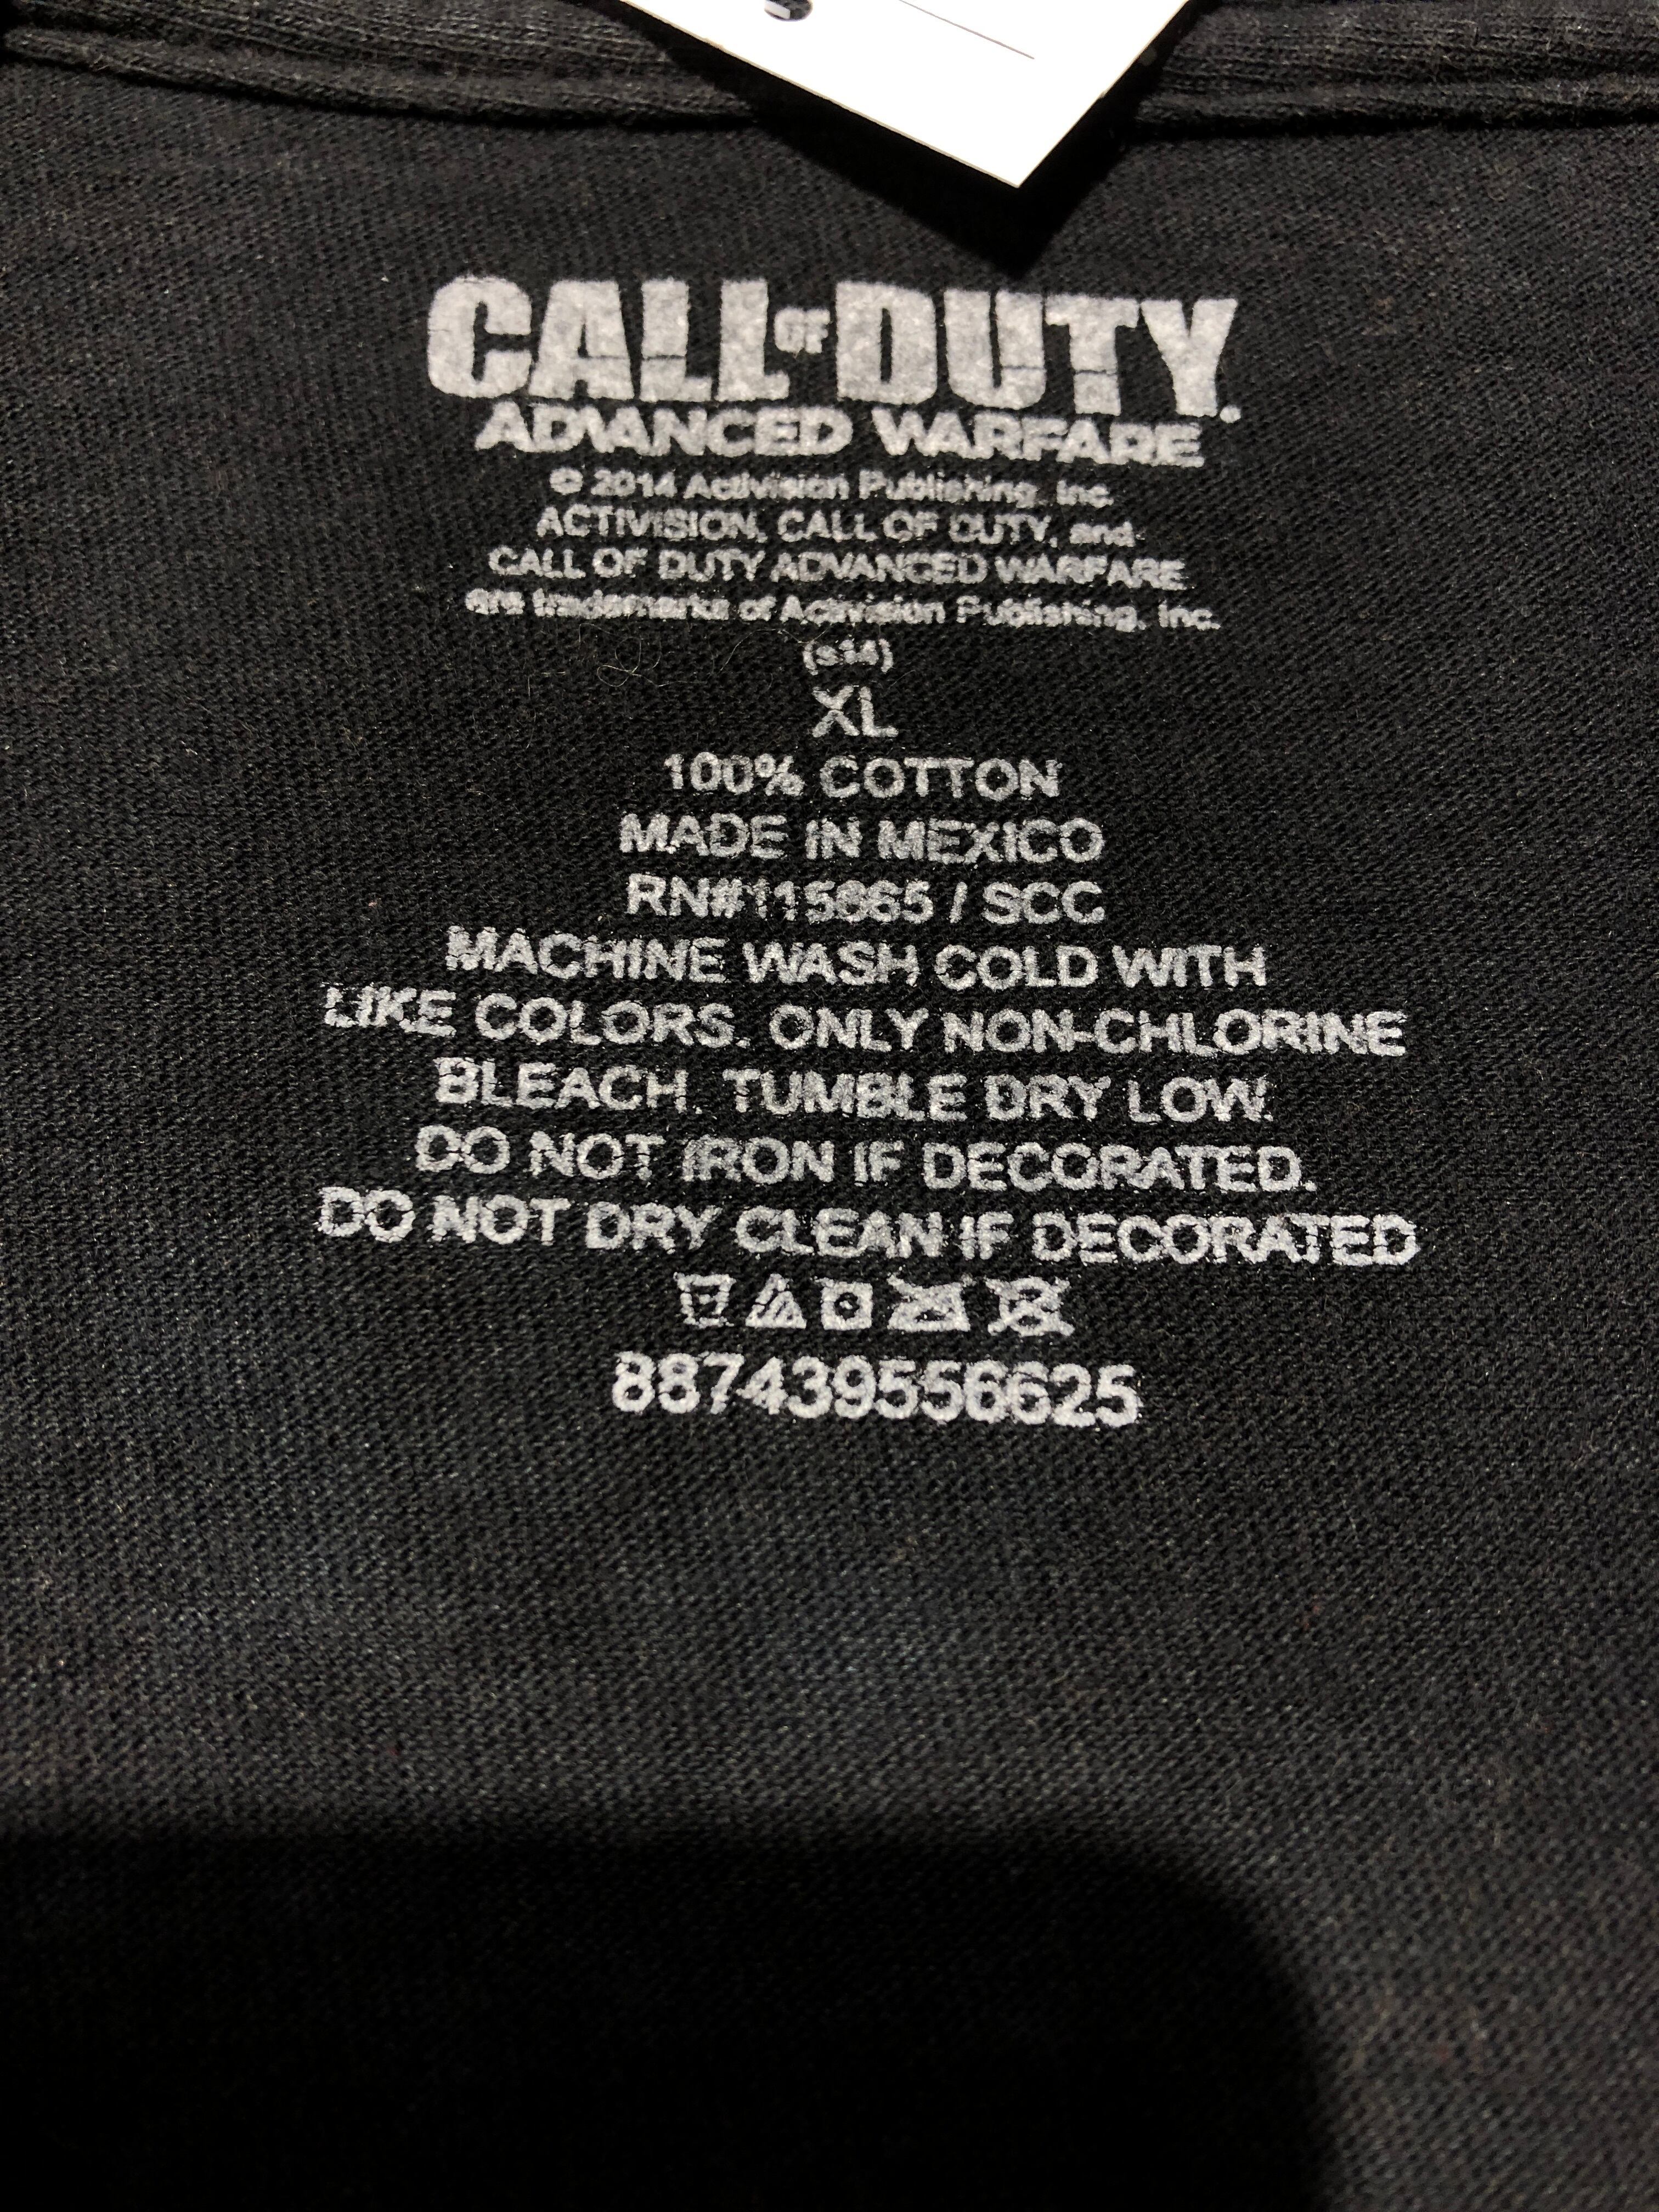 CALL OF DUTY.
ADVANCED WARFARE
© 2014 Activision Publishing, Inc.
ACTIVISION, CALL OF DUTY, and
CALL OF DUTY ADVANCED WARFARE
are trademarks of Activision Publishing, Inc.
(s14)
XL
100% COTTON
MADE IN MEXICO
RN#115865 / SCC
MACHINE WASH COLD WITH
LIKE COLORS. ONLY NON-CHLORINE
BLEACH. TUMBLE DRY LOW.
DO NOT IRON IF DECORATED.
DO NOT DRY CLEAN IF DECORATED
887439556625